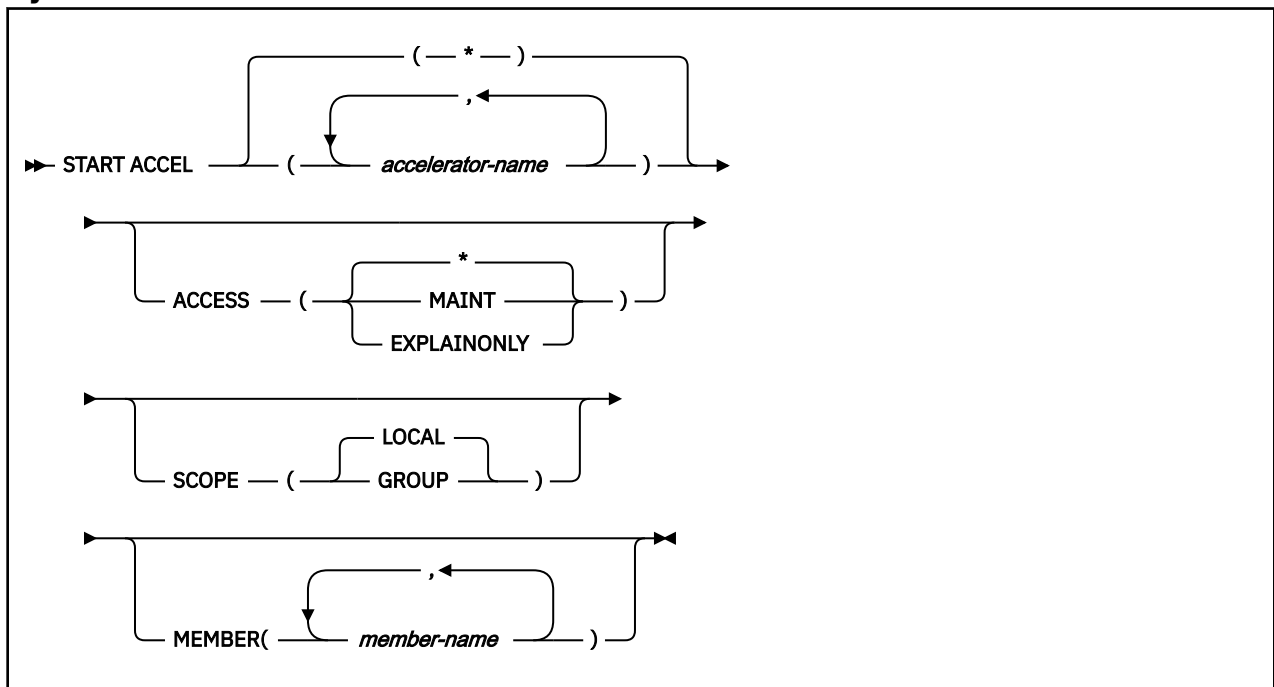 ( * )
,
START ACCEL ( accelerator-name )
*
ACCESS ( MAINT )
EXPLAINONLY
LOCAL
SCOPE ( GROUP )
,
MEMBER( member-name )